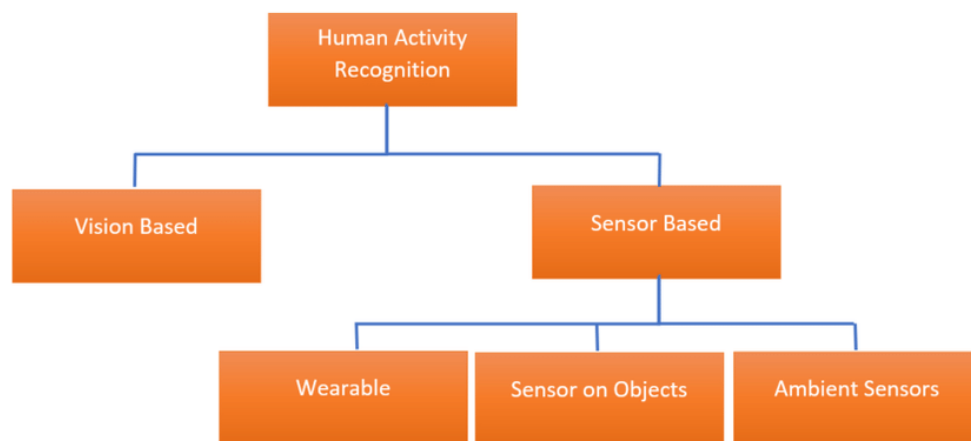 Human Activity
Recognition
Vision Based
Sensor Based
Wearable
Sensor on Objects
Ambient Sensors